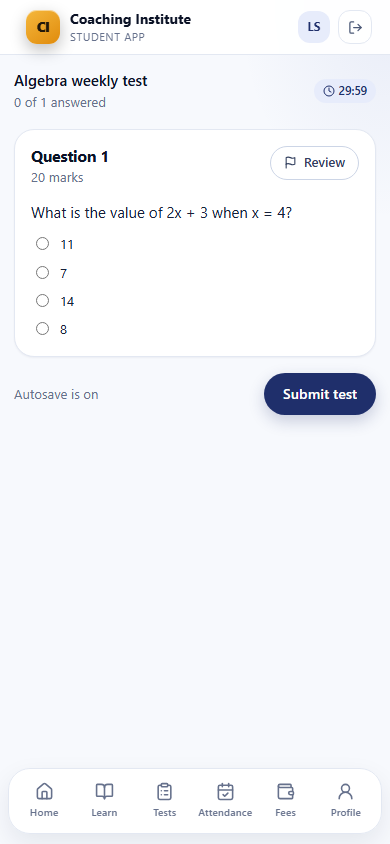 CI
Coaching Institute
STUDENT APP
LS
Algebra weekly test
0 of 1 answered
29:59
Question 1
20 marks
Review
What is the value of 2x + 3 when x = 4?
11
7
14
8
Autosave is on
Submit test
Home
Learn
Tests
Attendance
Fees
Profile